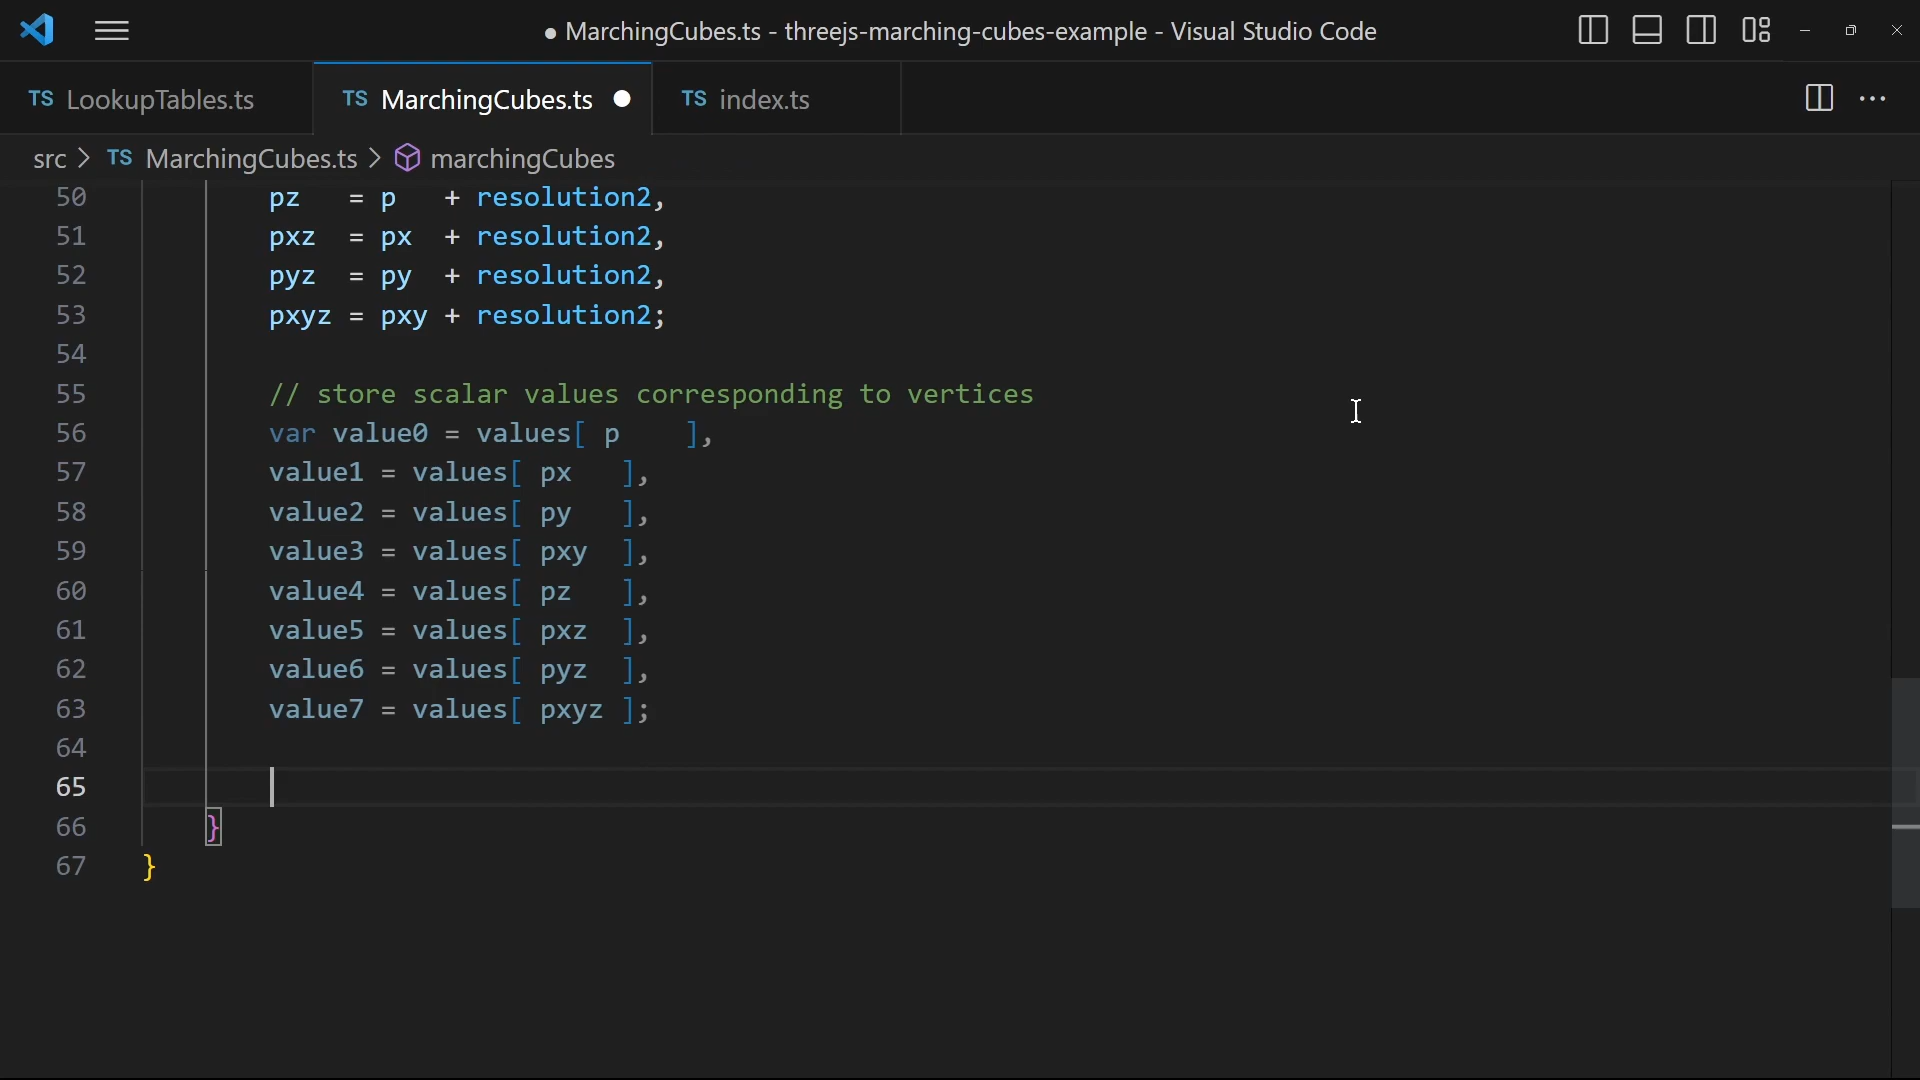 ● MarchingCubes.ts - threejs-marching-cubes-example - Visual Studio Code
TS LookupTables.ts TS MarchingCubes.ts ● TS index.ts
src > TS MarchingCubes.ts > marchingCubes
50 pz = p + resolution2,
51 pxz = px + resolution2,
52 pyz = py + resolution2,
53 pxyz = pxy + resolution2;
54
55 // store scalar values corresponding to vertices
56 var value0 = values[ p ],
57 value1 = values[ px ],
58 value2 = values[ py ],
59 value3 = values[ pxy ],
60 value4 = values[ pz ],
61 value5 = values[ pxz ],
62 value6 = values[ pyz ],
63 value7 = values[ pxyz ];
64
65
66 }
67 }